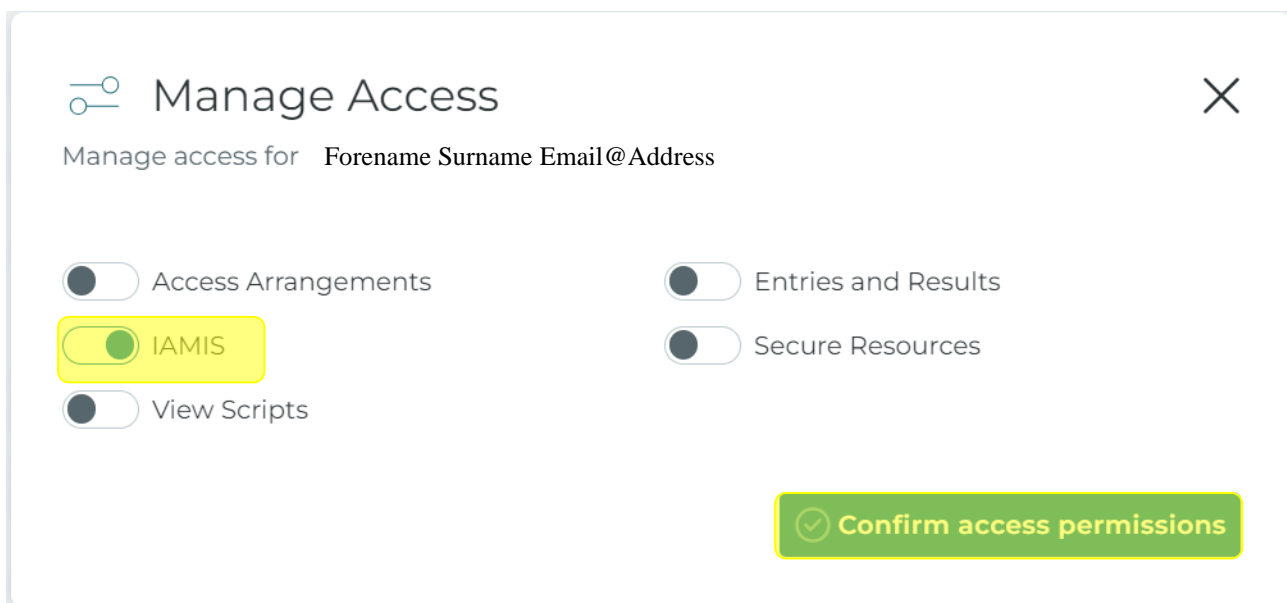 Manage Access
Manage access for Forename Surname Email@Address
Access Arrangements
Entries and Results
IAMIS
Secure Resources
View Scripts
Confirm access permissions